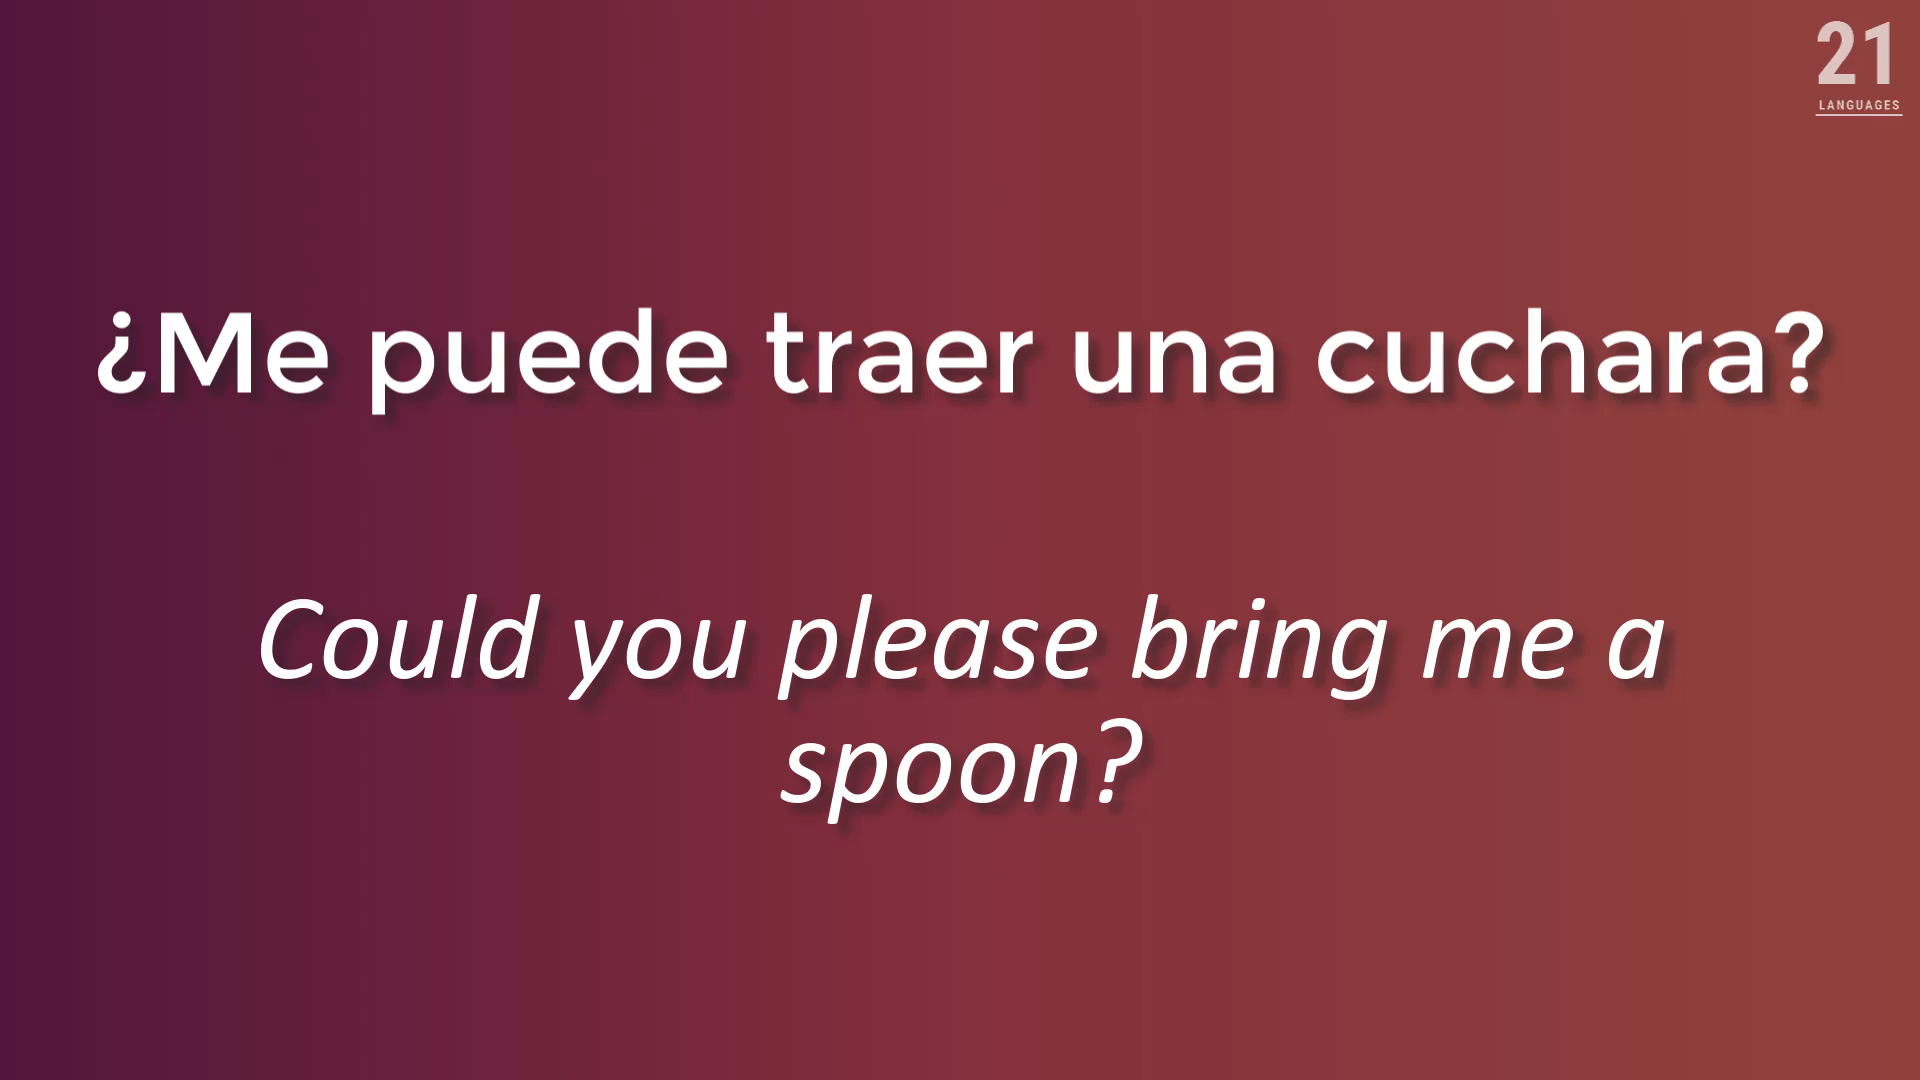 21
LANGUAGES
¿Me puede traer una cuchara?
Could you please bring me a
spoon?